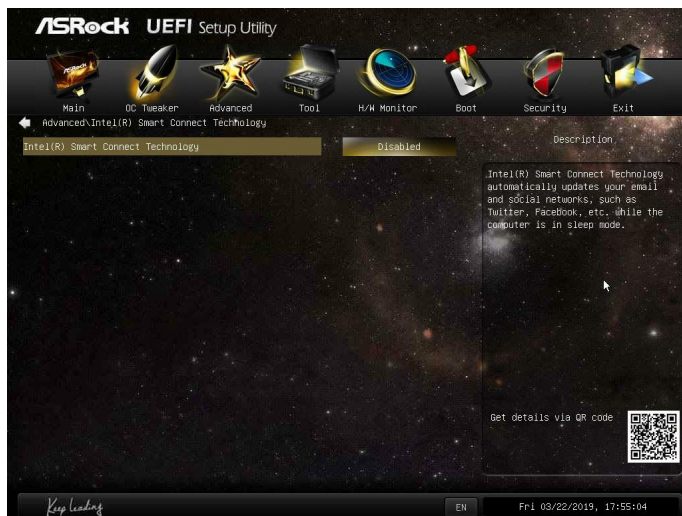 ASRock UEFI Setup Utility
Main OC Tweaker Advanced Tool H/W Monitor Boot Security Exit
Advanced\Intel(R) Smart Connect Technology
Intel(R) Smart Connect Technology Disabled
Description
Intel(R) Smart Connect Technology
automatically updates your email
and social networks, such as
Twitter, Facebook, etc. while the
computer is in sleep mode.
Get details via QR code
Keep Leading
EN
Fri 03/22/2019, 17:55:04